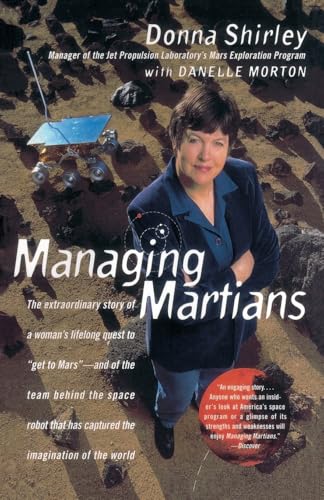 Donna Shirley
Manager of the Jet Propulsion Laboratory's Mars Exploration Program
with DANELLE MORTON
Managing
Martians
The extraordinary story of
a woman's lifelong quest to
"get to Mars"—and of the
team behind the space
robot that has captured the
imagination of the world
"An engaging story. . . .
Anyone who wants an insid-
er's look at America's space
program or a glimpse of its
strengths and weaknesses will
enjoy Managing Martians."
—Discover